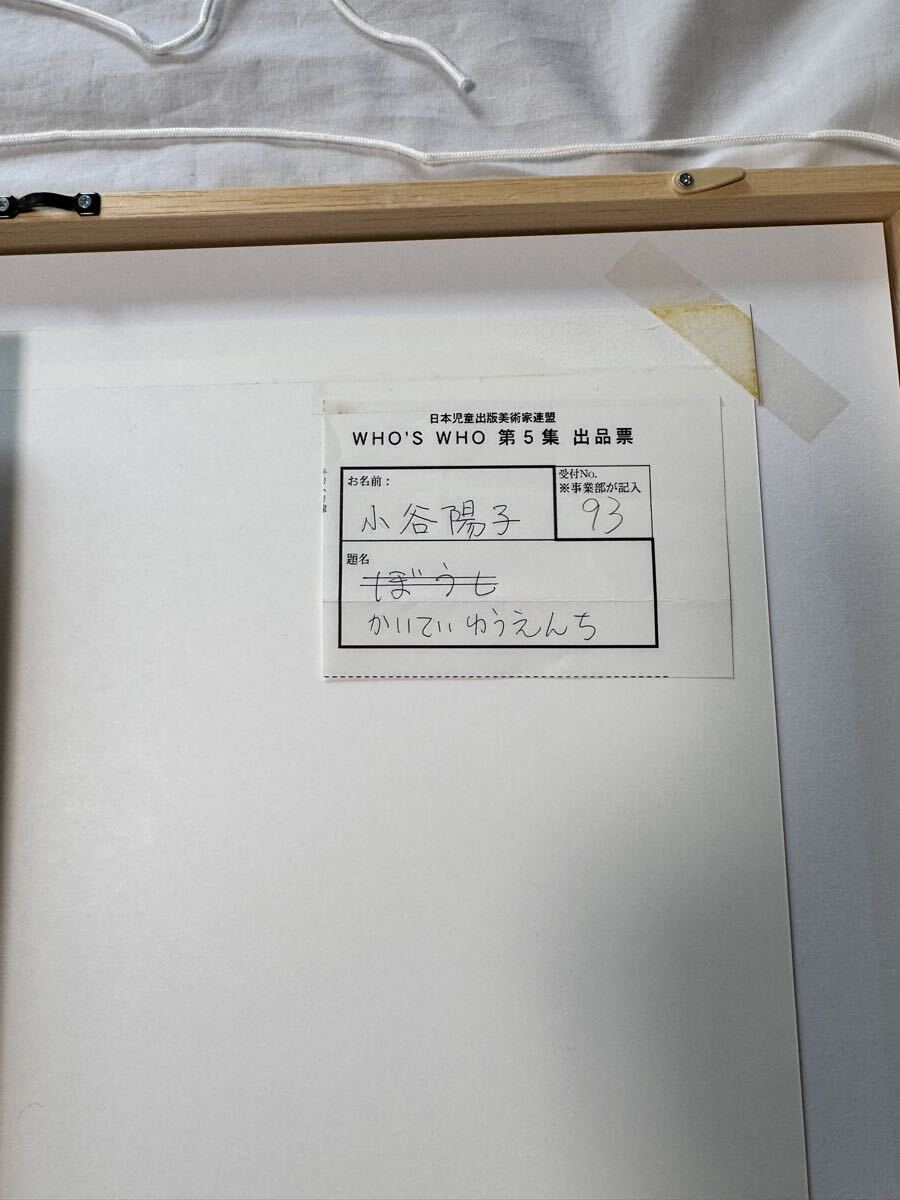 日本児童出版美術家連盟
WHO'S WHO 第5集 出品票
お名前：
小谷陽子
受付No.
※事業部が記入
93
題名
ぼうし
かいていゆうえんち